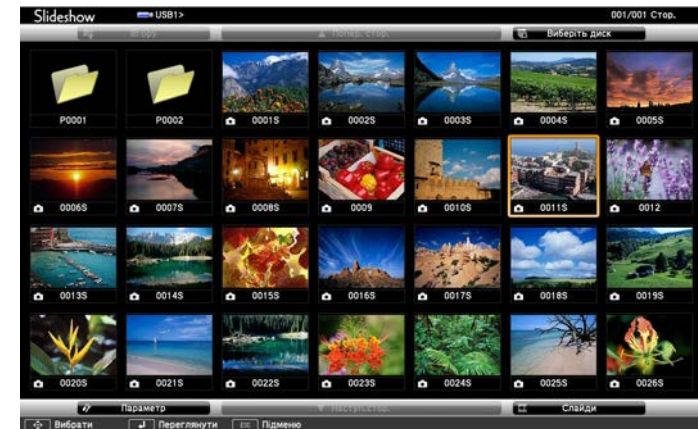 Slideshow USB1> 001/001 Стор.
Вгору ▲ Попер. стор. Виберіть диск
P0001 P0002 0001S 0002S 0003S 0004S 0005S
0006S 0007S 0008S 0009 0010S 0011S 0012
0013S 0014S 0015S 0016S 0017S 0018S 0019S
0020S 0021S 0022S 0023S 0024S 0025S 0026S
Параметр ▼ Наступ.стор. Слайди
Вибрати Переглянути Esc Підменю